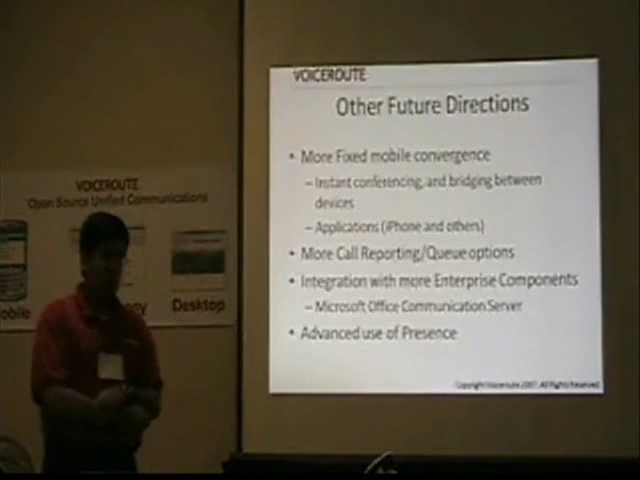 VOICEROUTE
Other Future Directions
• More Fixed mobile convergence
– Instant conferencing, and bridging between
devices
– Applications (iPhone and others)
• More Call Reporting/Queue options
• Integration with more Enterprise Components
– Microsoft Office Communication Server
• Advanced use of Presence
Copyright Voiceroute 2007. All Rights Reserved
VOICEROUTE
Open Source Unified Communications
Desktop